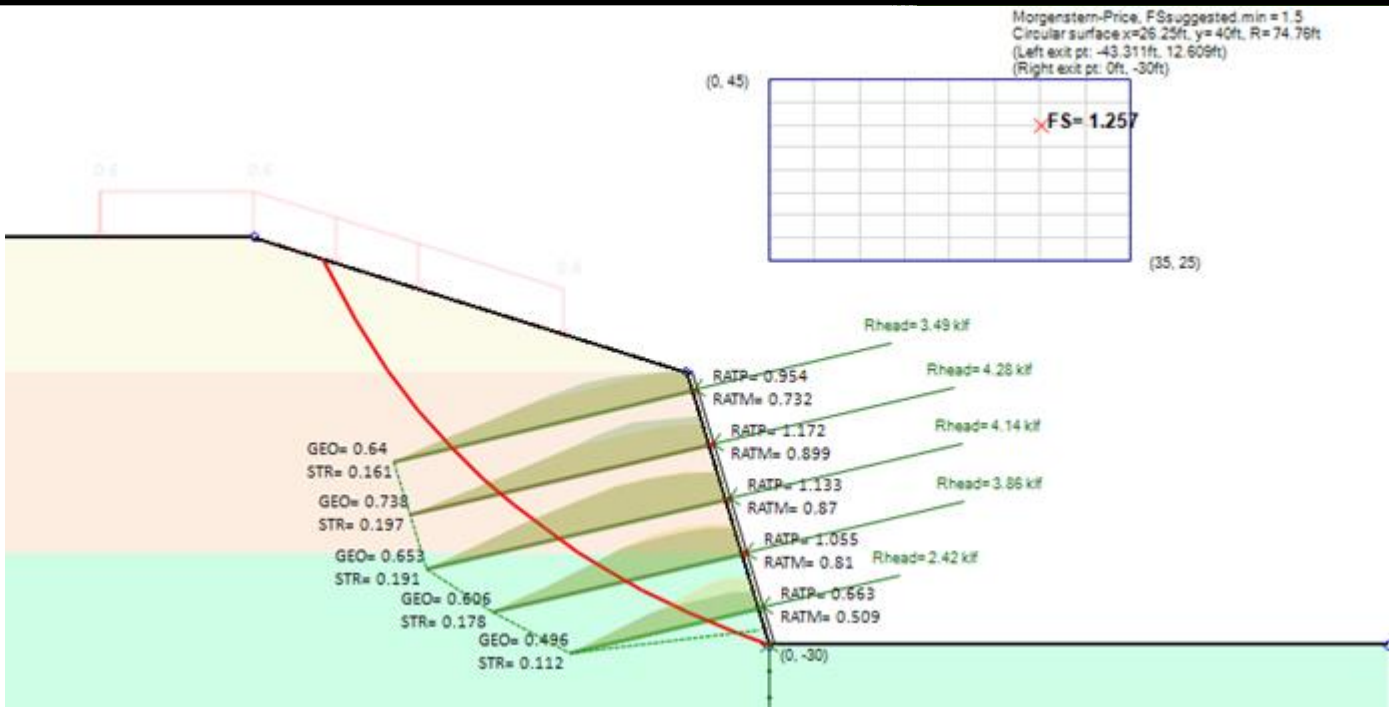 Morgenstern-Price, FSsuggested.min = 1.5
Circular surface x=26.25ft, y=40ft, R=74.76ft
(Left exit pt: -43.311ft, 12.609ft)
(Right exit pt: 0ft, -30ft)
(0, 45)
FS= 1.257
(35, 25)
0.6
0.6
0.6
Rhead= 3.49 klf
Rhead= 4.28 klf
Rhead= 4.14 klf
Rhead= 3.86 klf
Rhead= 2.42 klf
RATP= 0.954
RATM= 0.732
RATP= 1.172
RATM= 0.899
RATP= 1.133
RATM= 0.87
RATP= 1.055
RATM= 0.81
RATP= 0.663
RATM= 0.509
GEO= 0.64
STR= 0.161
GEO= 0.738
STR= 0.197
GEO= 0.653
STR= 0.191
GEO= 0.606
STR= 0.178
GEO= 0.496
STR= 0.112
(0, -30)